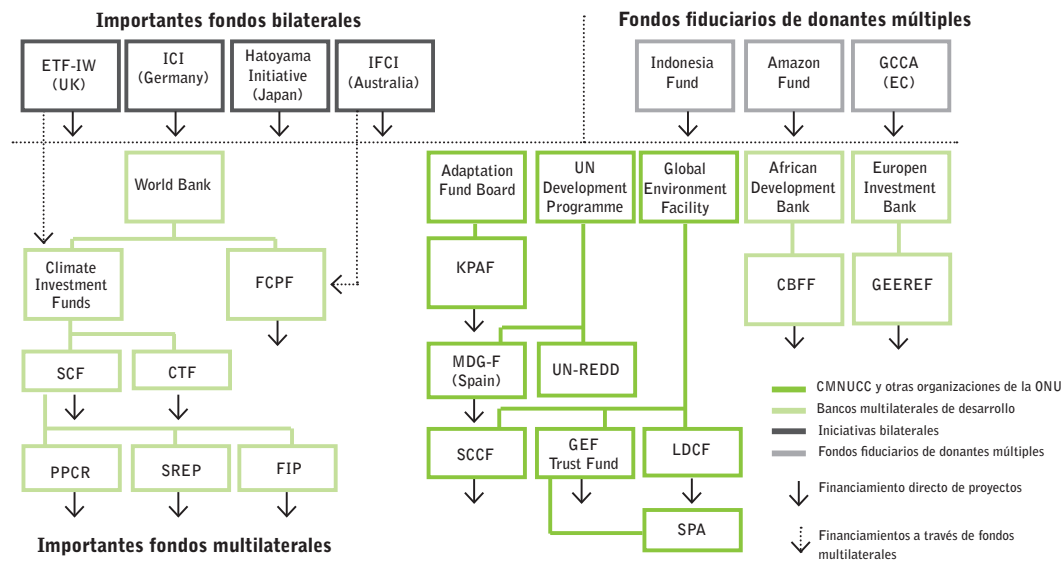 Importantes fondos bilaterales
Fondos fiduciarios de donantes múltiples
ETF-IW
(UK)
ICI
(Germany)
Hatoyama
Initiative
(Japan)
IFCI
(Australia)
Indonesia
Fund
Amazon
Fund
GCCA
(EC)
World Bank
Adaptation
Fund Board
UN
Development
Programme
Global
Environment
Facility
African
Development
Bank
Europen
Investment
Bank
Climate
Investment
Funds
FCPF
KPAF
CBFF
GEEREF
SCF
CTF
MDG-F
(Spain)
UN-REDD
PPCR
SREP
FIP
SCCF
GEF
Trust Fund
LDCF
SPA
CMNUCC y otras organizaciones de la ONU
Bancos multilaterales de desarrollo
Iniciativas bilaterales
Fondos fiduciarios de donantes múltiples
Financiamiento directo de proyectos
Financiamientos a través de fondos
multilaterales
Importantes fondos multilaterales